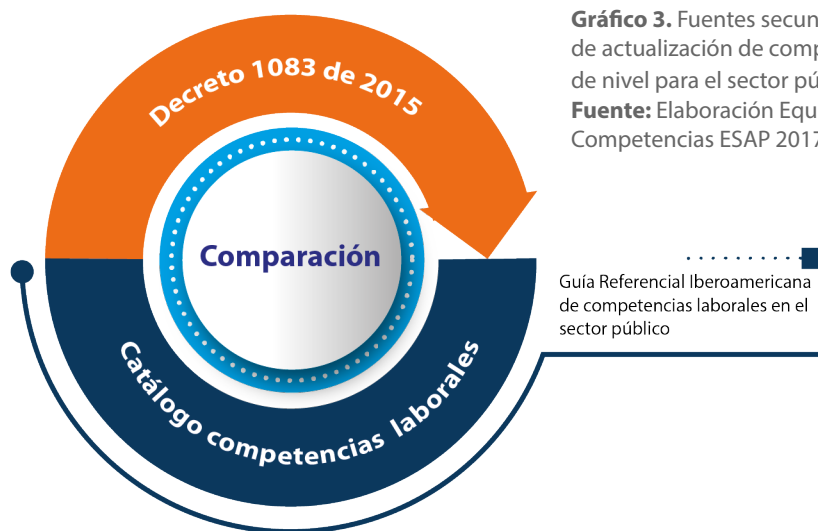 Decreto 1083 de 2015
Comparación
Catálogo competencias laborales
Gráfico 3. Fuentes secun
de actualización de comp
de nivel para el sector pú
Fuente: Elaboración Equ
Competencias ESAP 2017
Guía Referencial Iberoamericana
de competencias laborales en el
sector público